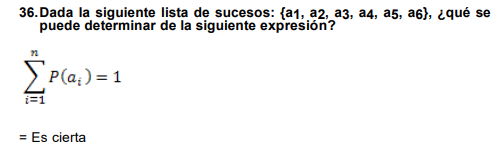 36. Dada la siguiente lista de sucesos: {a1, a2, a3, a4, a5, a6}, ¿qué se
puede determinar de la siguiente expresión?
n
∑ P(aᵢ) = 1
i=1
= Es cierta